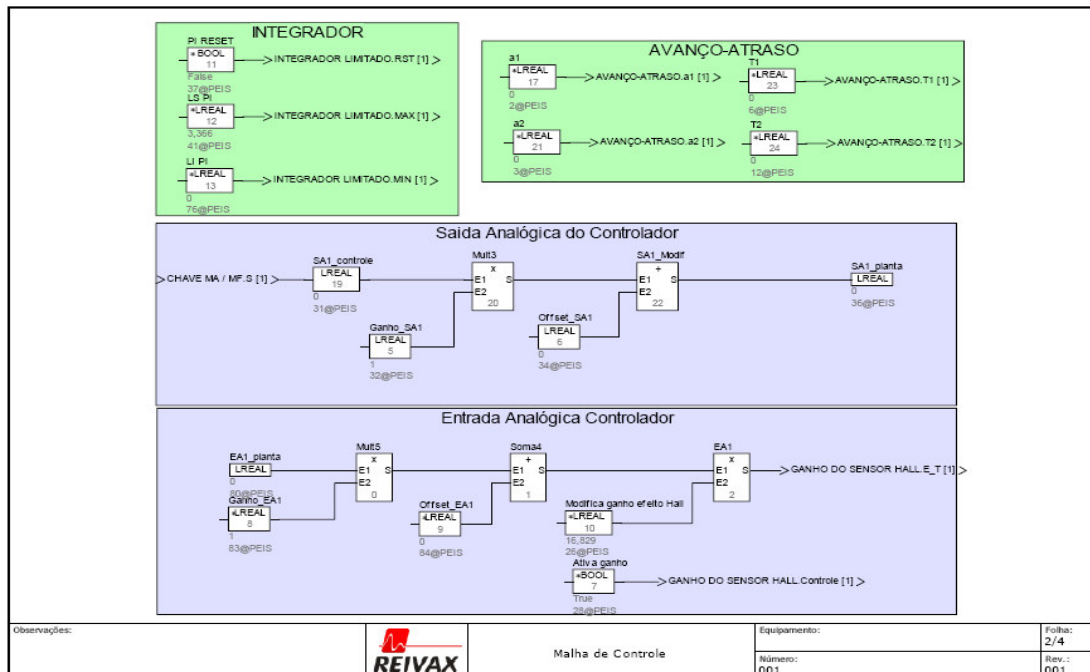 INTEGRADOR
PI RESET
*BOOL
11
INTEGRADOR LIMITADO.RST [1]
False
37@PEIS
LS PI
*LREAL
12
INTEGRADOR LIMITADO.MAX [1]
3,366
41@PEIS
LI PI
*LREAL
13
INTEGRADOR LIMITADO.MIN [1]
0
76@PEIS
AVANÇO-ATRASO
a1
*LREAL
17
AVANÇO-ATRASO.a1 [1]
0
2@PEIS
T1
*LREAL
23
AVANÇO-ATRASO.T1 [1]
0
6@PEIS
a2
*LREAL
21
AVANÇO-ATRASO.a2 [1]
0
3@PEIS
T2
*LREAL
24
AVANÇO-ATRASO.T2 [1]
0
12@PEIS
Saida Analógica do Controlador
CHAVE MA / MF.S [1]
SA1_controle
LREAL
19
0
31@PEIS
Mult3
x
E1 S
E2
20
SA1_Modif
+
E1 S
E2
22
SA1_planta
LREAL
0
36@PEIS
Ganho_SA1
LREAL
5
1
32@PEIS
Offset_SA1
LREAL
6
0
34@PEIS
Entrada Analógica Controlador
EA1_planta
LREAL
0
80@PEIS
Mult5
x
E1 S
E2
0
Soma4
+
E1 S
E2
1
EA1
x
E1 S
E2
2
GANHO DO SENSOR HALL.E_T [1]
Ganho_EA1
*LREAL
8
1
83@PEIS
Offset_EA1
*LREAL
9
0
84@PEIS
Modifica ganho efeito Hall
*LREAL
10
16,829
26@PEIS
Ativa ganho
*BOOL
7
GANHO DO SENSOR HALL.Controle [1]
True
28@PEIS
Observações:
REIVAX
Malha de Controle
Equipamento:
Folha:
2/4
Número:
001
Rev.:
001